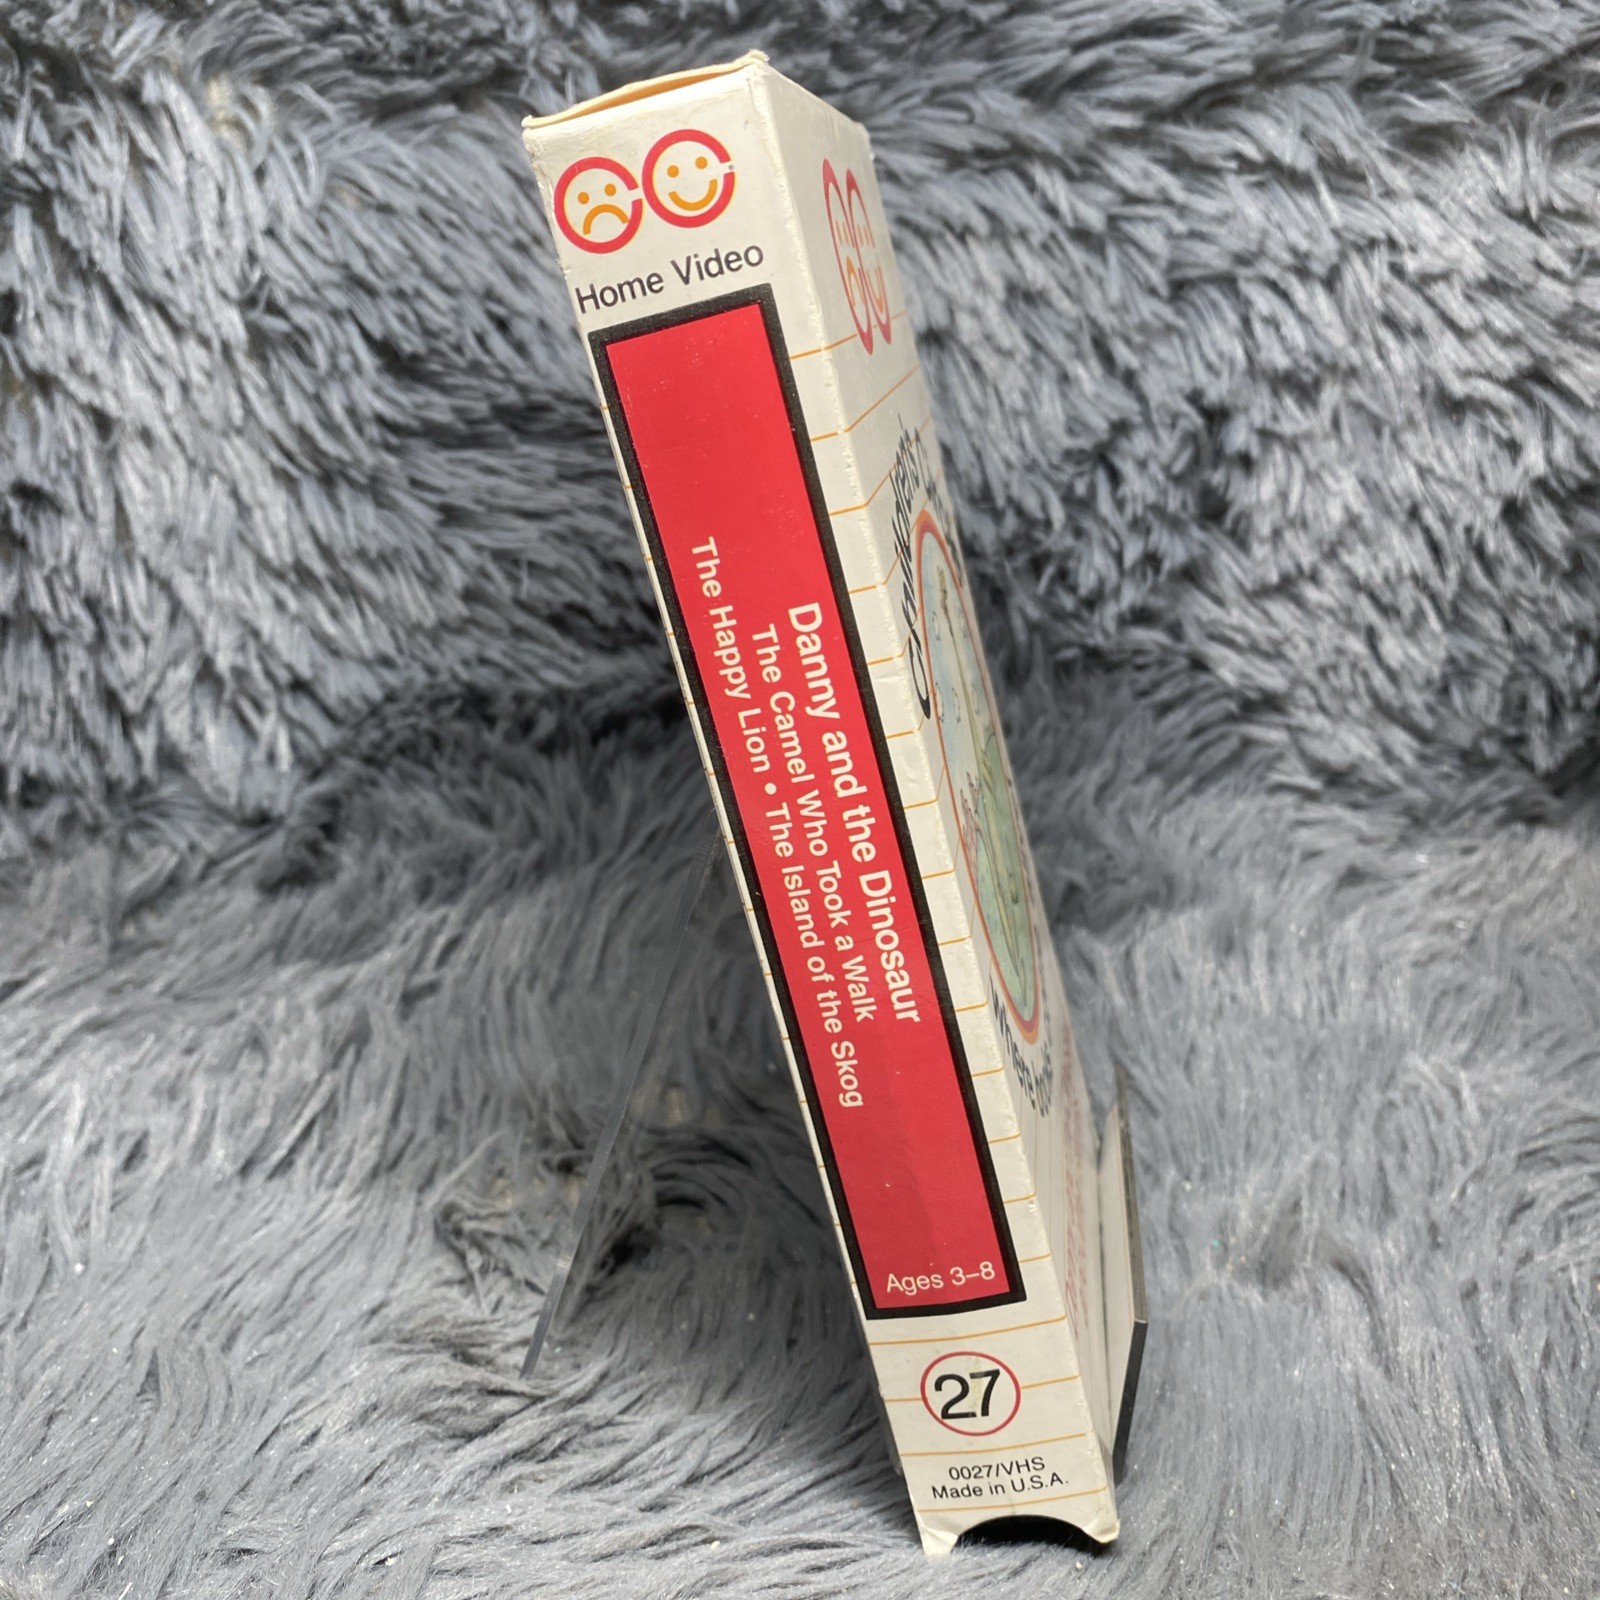 Home Video
Danny and the Dinosaur
The Camel Who Took a Walk
The Happy Lion • The Island of the Skog
Ages 3–8
27
0027/VHS
Made in U.S.A.